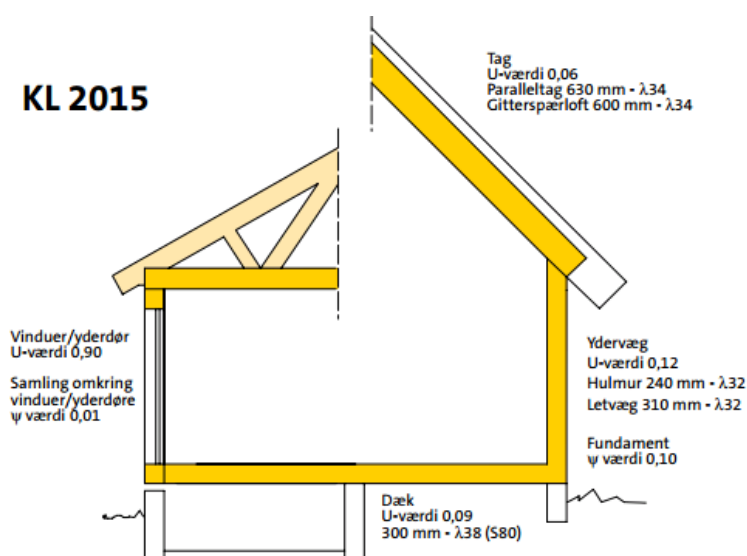 KL 2015
Tag
U-værdi 0,06
Paralleltag 630 mm - λ34
Gitterspærloft 600 mm - λ34
Vinduer/yderdør
U-værdi 0,90
Samling omkring
vinduer/yderdøre
ψ værdi 0,01
Ydervæg
U-værdi 0,12
Hulmur 240 mm - λ32
Letvæg 310 mm - λ32
Fundament
ψ værdi 0,10
Dæk
U-værdi 0,09
300 mm - λ38 (S80)